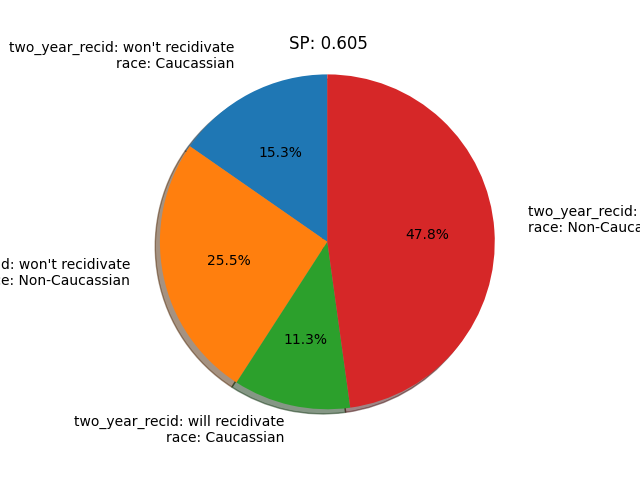 SP: 0.605
two_year_recid: won't recidivate
race: Caucassian
15.3%
two_year_recid:
race: Non-Cauca
47.8%
d: won't recidivate
e: Non-Caucassian
25.5%
11.3%
two_year_recid: will recidivate
race: Caucassian